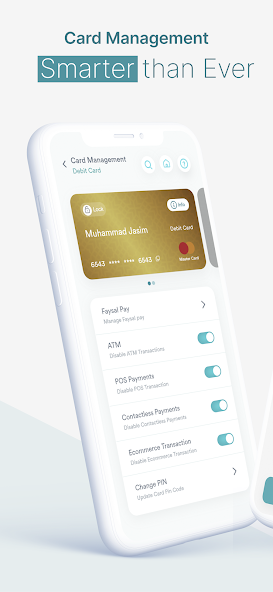 Card Management
Smarter than Ever
Card Management
Debit Card
Lock
Info
Muhammad Jasim
Debit Card
6543 **** **** 6543
Master Card
Faysal Pay
Manage Faysal pay
ATM
Disable ATM Transactions
POS Payments
Disable POS Transaction
Contactless Payments
Disable Contactless Payments
Ecommerce Transaction
Disable Ecommerce Transaction
Change PIN
Update Card Pin Code